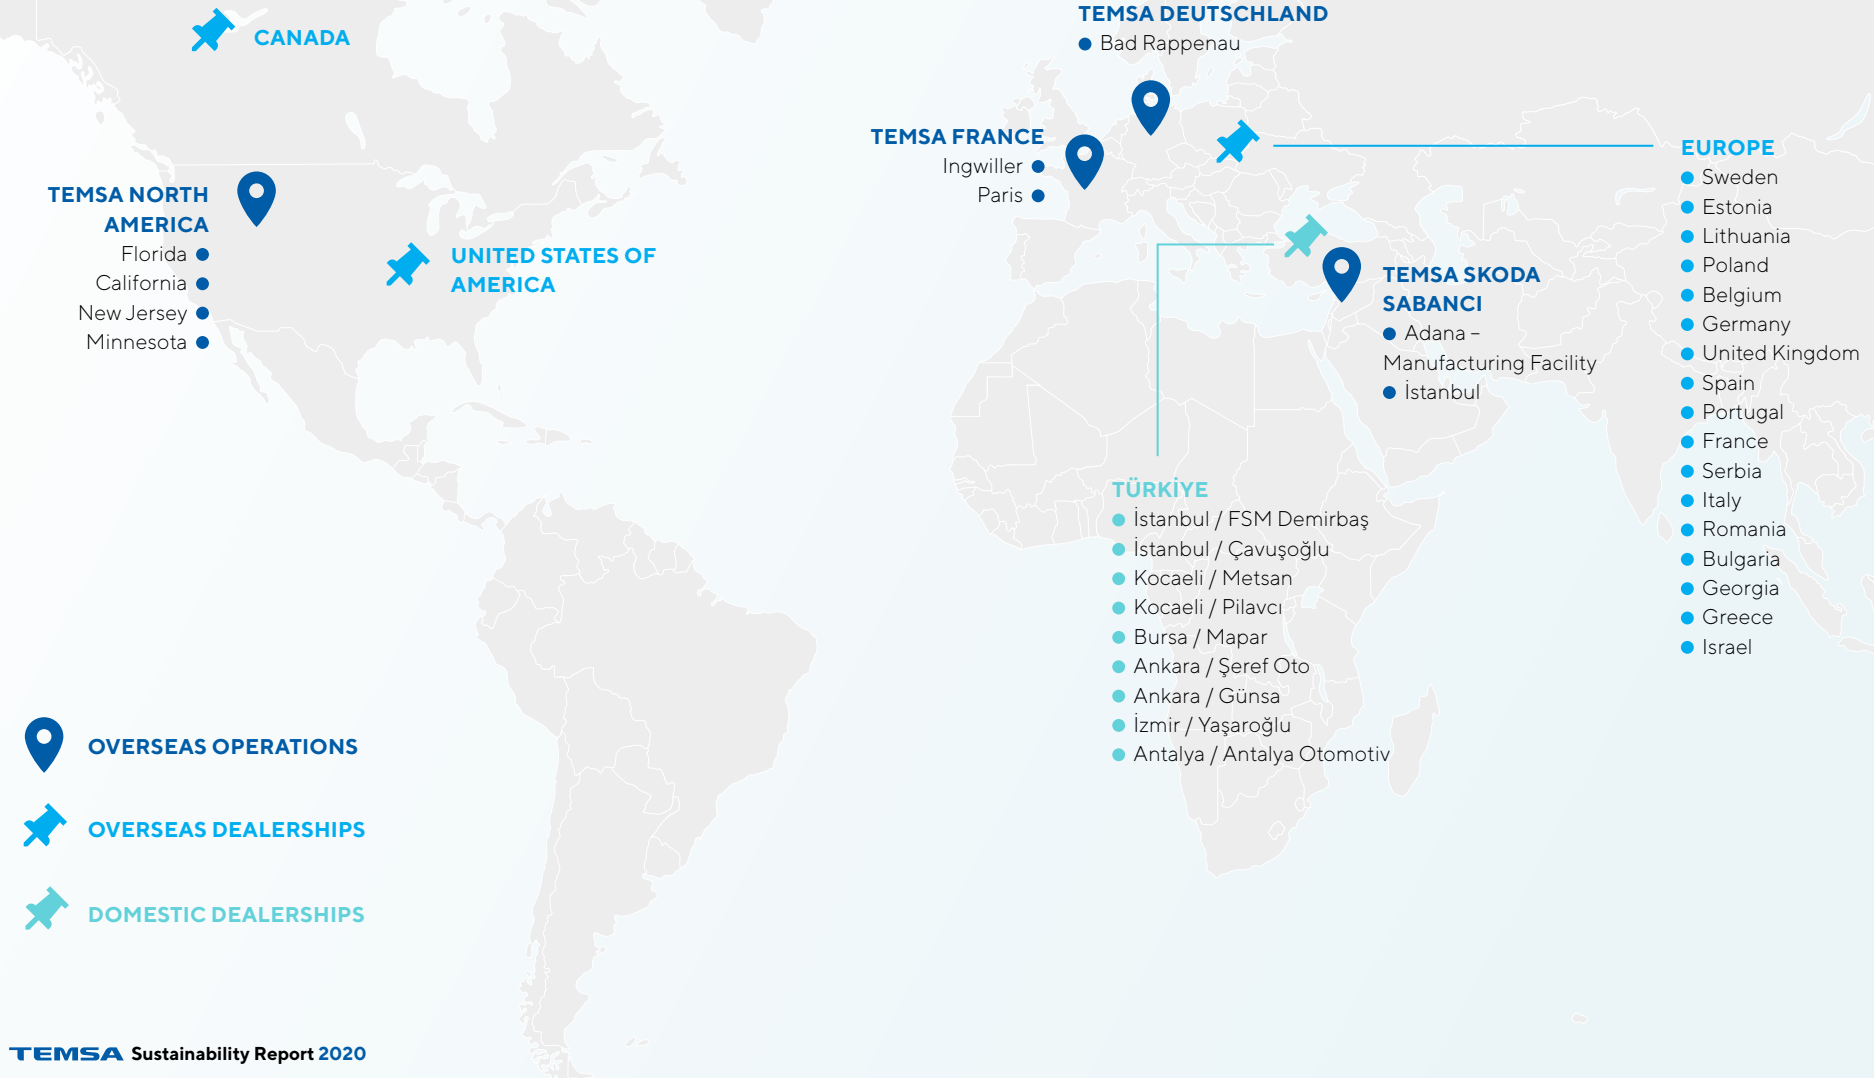 CANADA
TEMSA DEUTSCHLAND
Bad Rappenau
TEMSA FRANCE
Ingwiller
Paris
TEMSA NORTH
AMERICA
Florida
California
New Jersey
Minnesota
UNITED STATES OF
AMERICA
TEMSA SKODA
SABANCI
Adana –
Manufacturing Facility
İstanbul
EUROPE
Sweden
Estonia
Lithuania
Poland
Belgium
Germany
United Kingdom
Spain
Portugal
France
Serbia
Italy
Romania
Bulgaria
Georgia
Greece
Israel
TÜRKİYE
İstanbul / FSM Demirbaş
İstanbul / Çavuşoğlu
Kocaeli / Metsan
Kocaeli / Pilavcı
Bursa / Mapar
Ankara / Şeref Oto
Ankara / Günsa
İzmir / Yaşaroğlu
Antalya / Antalya Otomotiv
OVERSEAS OPERATIONS
OVERSEAS DEALERSHIPS
DOMESTIC DEALERSHIPS
TEMSA Sustainability Report 2020